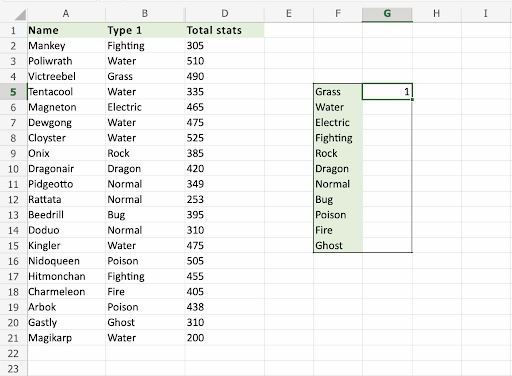 A B D E F G H I
1 Name Type 1 Total stats
2 Mankey Fighting 305
3 Poliwrath Water 510
4 Victreebel Grass 490
5 Tentacool Water 335 Grass 1
6 Magneton Electric 465 Water
7 Dewgong Water 475 Electric
8 Cloyster Water 525 Fighting
9 Onix Rock 385 Rock
10 Dragonair Dragon 420 Dragon
11 Pidgeotto Normal 349 Normal
12 Rattata Normal 253 Bug
13 Beedrill Bug 395 Poison
14 Doduo Normal 310 Fire
15 Kingler Water 475 Ghost
16 Nidoqueen Poison 505
17 Hitmonchan Fighting 455
18 Charmeleon Fire 405
19 Arbok Poison 438
20 Gastly Ghost 310
21 Magikarp Water 200
22
23